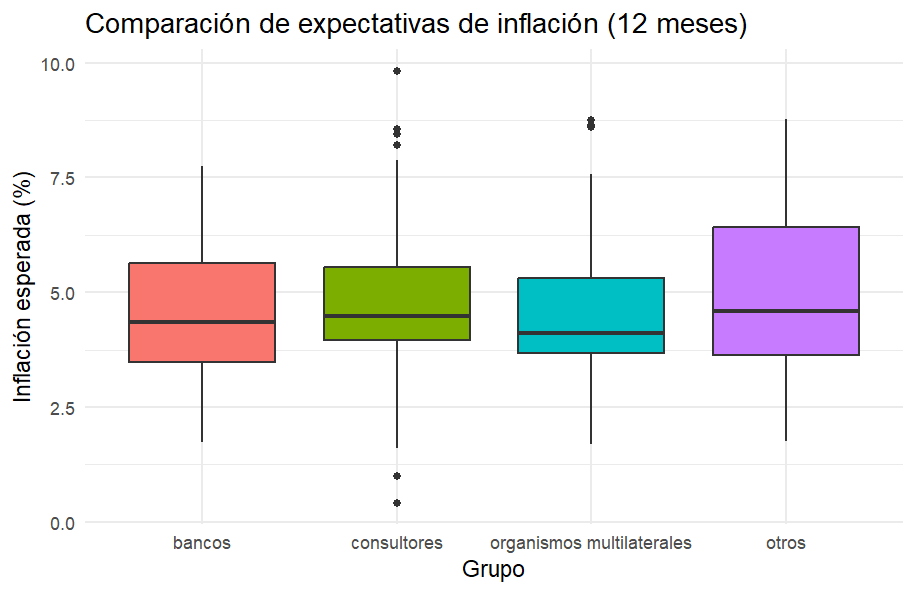 Comparación de expectativas de inflación (12 meses)
Inflación esperada (%)
10.0
7.5
5.0
2.5
0.0
bancos consultores organismos multilaterales otros
Grupo